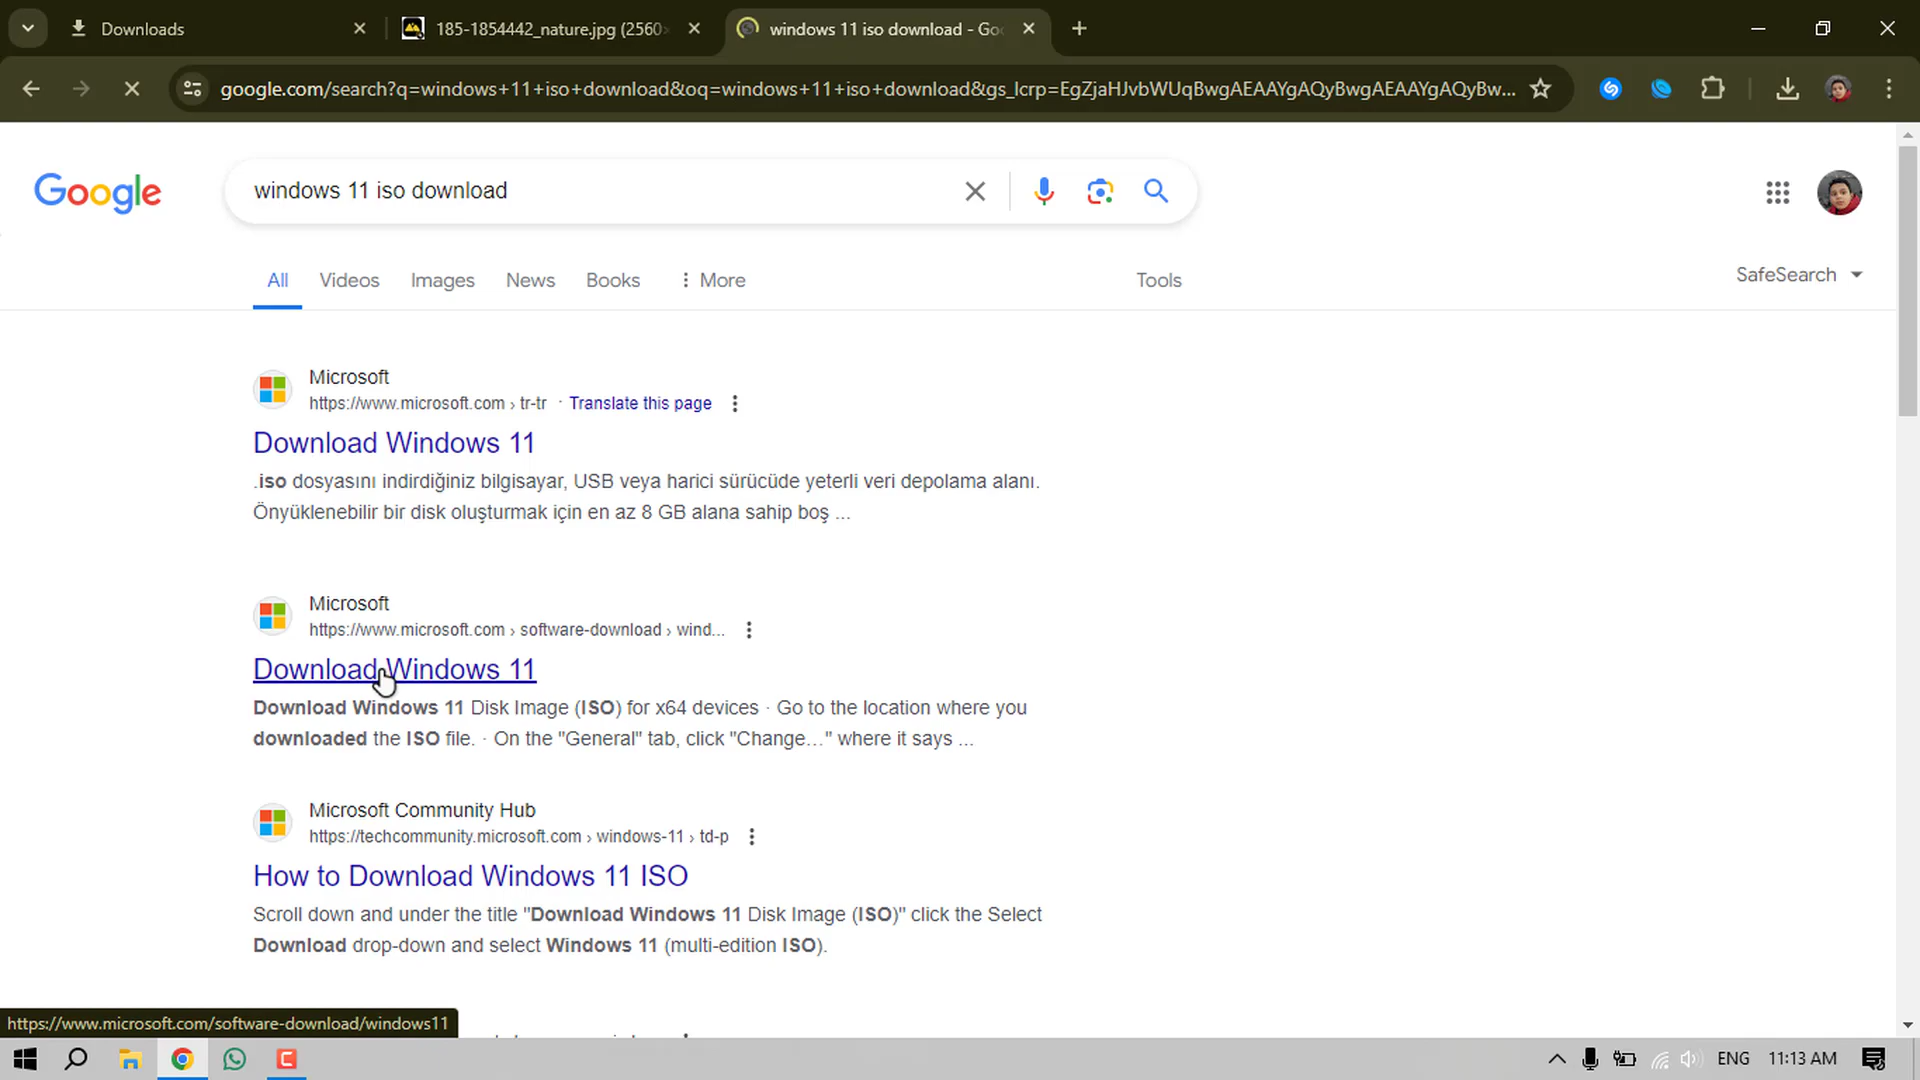 Downloads
185-1854442_nature.jpg (2560×
windows 11 iso download - Goo
google.com/search?q=windows+11+iso+download&oq=windows+11+iso+download&gs_lcrp=EgZjaHJvbWUqBwgAEAAYgAQyBwgAEAAYgAQyBw...
Google
windows 11 iso download
All
Videos
Images
News
Books
More
Tools
SafeSearch
Microsoft
https://www.microsoft.com › tr-tr · Translate this page
Download Windows 11
.iso dosyasını indirdiğiniz bilgisayar, USB veya harici sürücüde yeterli veri depolama alanı.
Önyüklenebilir bir disk oluşturmak için en az 8 GB alana sahip boş ...
Microsoft
https://www.microsoft.com › software-download › wind...
Download Windows 11
Download Windows 11 Disk Image (ISO) for x64 devices · Go to the location where you
downloaded the ISO file. · On the "General" tab, click "Change…" where it says ...
Microsoft Community Hub
https://techcommunity.microsoft.com › windows-11 › td-p
How to Download Windows 11 ISO
Scroll down and under the title "Download Windows 11 Disk Image (ISO)" click the Select
Download drop-down and select Windows 11 (multi-edition ISO).
https://www.microsoft.com/software-download/windows11
ENG
11:13 AM